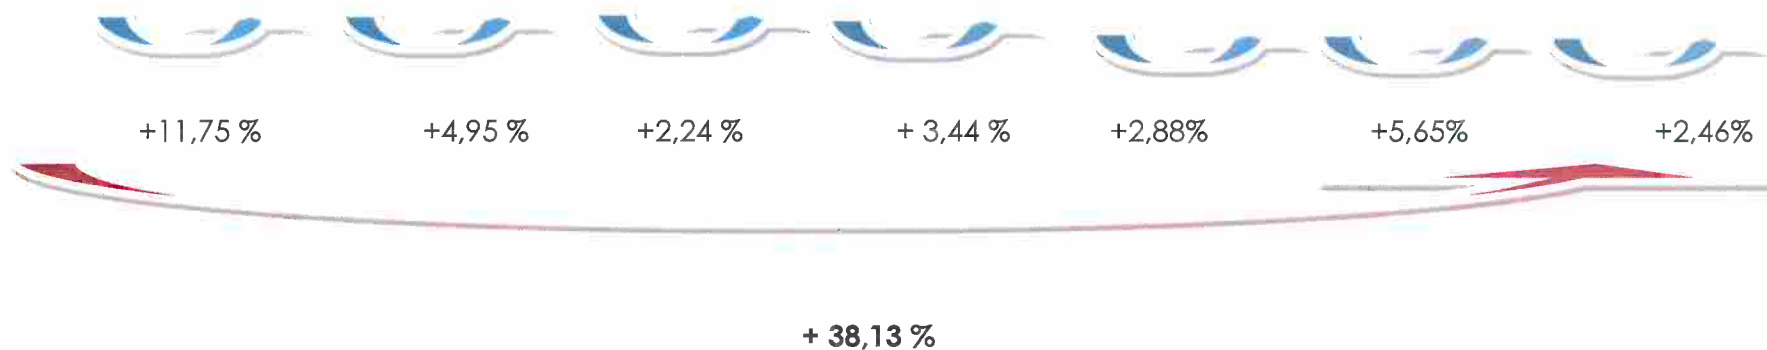 +11,75 % +4,95 % +2,24 % + 3,44 % +2,88% +5,65% +2,46%
+ 38,13 %